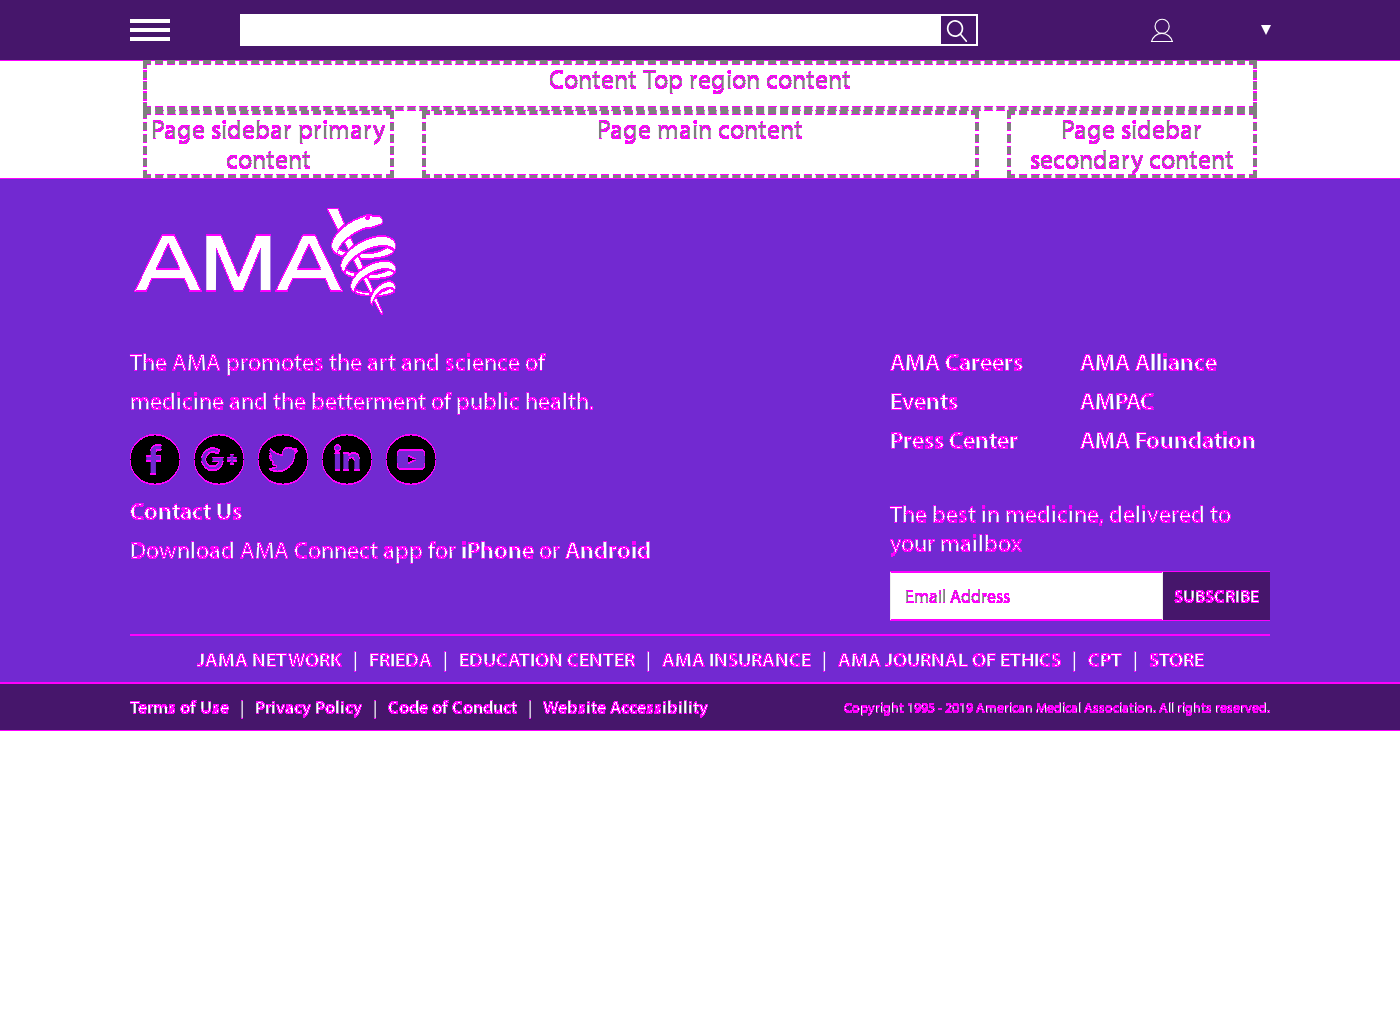 Content Top region content
Page sidebar primary
content
Page main content
Page sidebar
secondary content
AMA
The AMA promotes the art and science of
medicine and the betterment of public health.
Contact Us
Download AMA Connect app for iPhone or Android
AMA Careers
Events
Press Center
AMA Alliance
AMPAC
AMA Foundation
The best in medicine, delivered to
your mailbox
Email Address
SUBSCRIBE
JAMA NETWORK | FRIEDA | EDUCATION CENTER | AMA INSURANCE | AMA JOURNAL OF ETHICS | CPT | STORE
Terms of Use | Privacy Policy | Code of Conduct | Website Accessibility
Copyright 1995 - 2019 American Medical Association. All rights reserved.